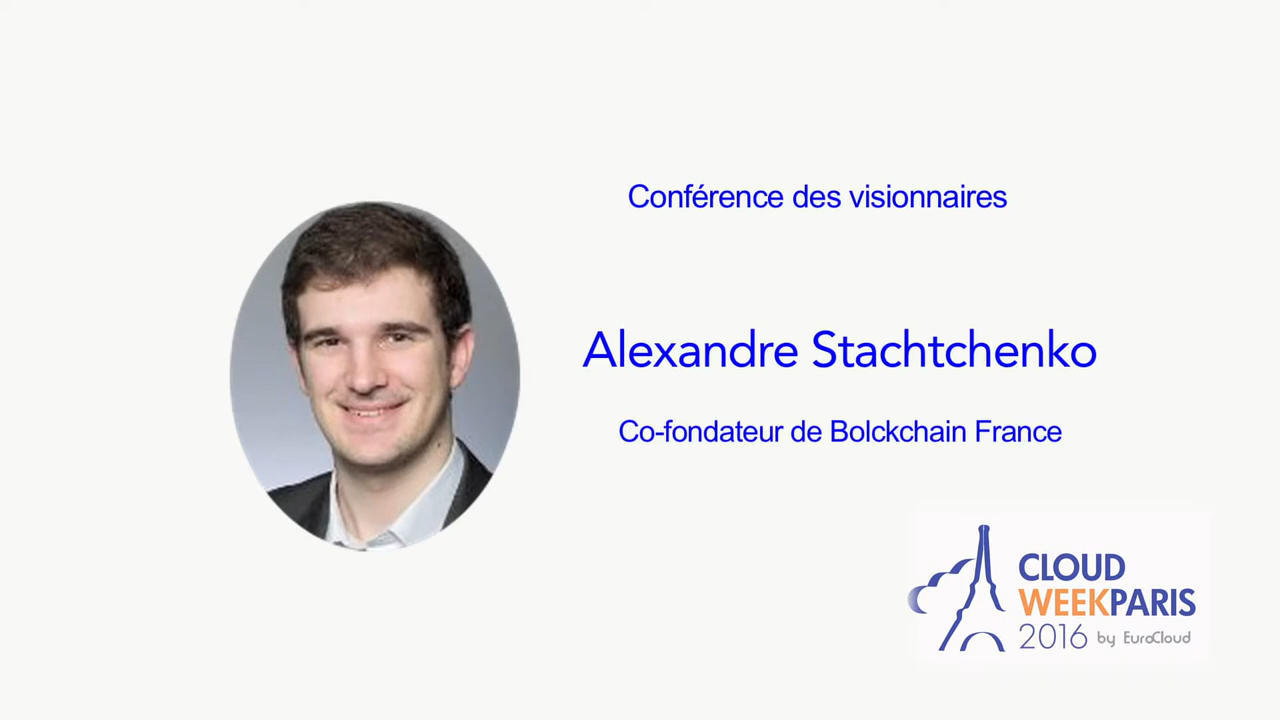 Conférence des visionnaires
Alexandre Stachtchenko
Co-fondateur de Bolckchain France
CLOUD
WEEKPARIS
2016 by EuroCloud